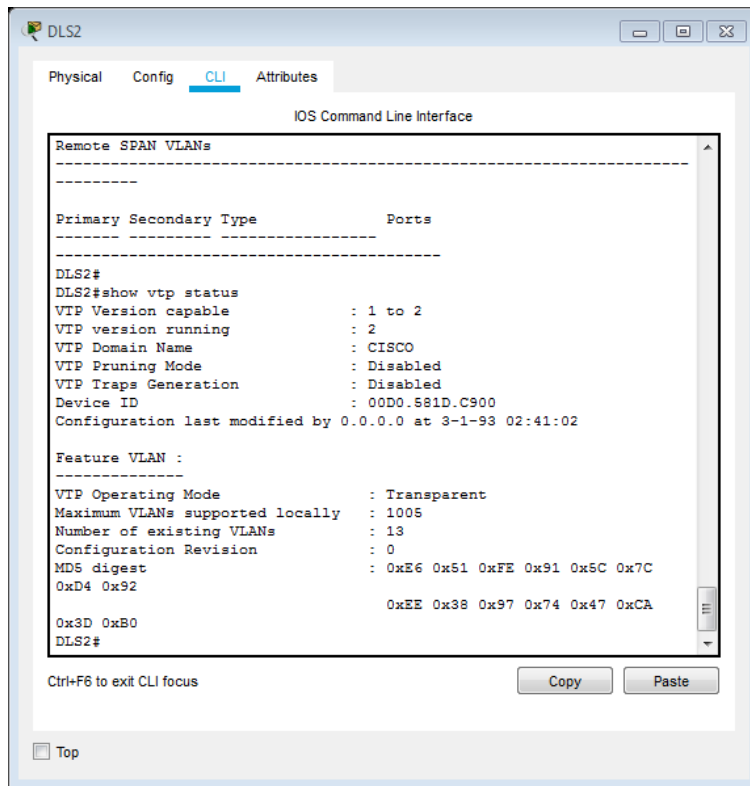 DLS2
Physical Config CLI Attributes
IOS Command Line Interface
Remote SPAN VLANs
------------------------------------------------------------------------------
---------
Primary Secondary Type Ports
------- --------- -----------------
------------------------------------------
DLS2#
DLS2#show vtp status
VTP Version capable : 1 to 2
VTP version running : 2
VTP Domain Name : CISCO
VTP Pruning Mode : Disabled
VTP Traps Generation : Disabled
Device ID : 00D0.581D.C900
Configuration last modified by 0.0.0.0 at 3-1-93 02:41:02
Feature VLAN :
--------------
VTP Operating Mode : Transparent
Maximum VLANs supported locally : 1005
Number of existing VLANs : 13
Configuration Revision : 0
MD5 digest : 0xE6 0x51 0xFE 0x91 0x5C 0x7C
0xD4 0x92
0xEE 0x38 0x97 0x74 0x47 0xCA
0x3D 0xB0
DLS2#
Ctrl+F6 to exit CLI focus
Copy Paste
Top